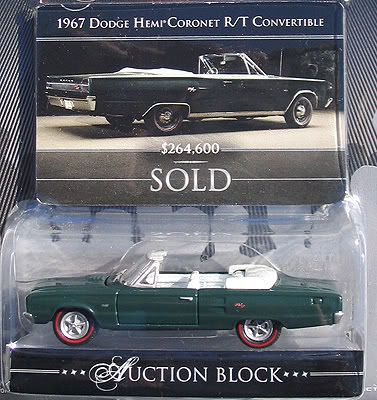 1967 Dodge Hemi® Coronet R/T Convertible
$264,600
SOLD
Auction Block